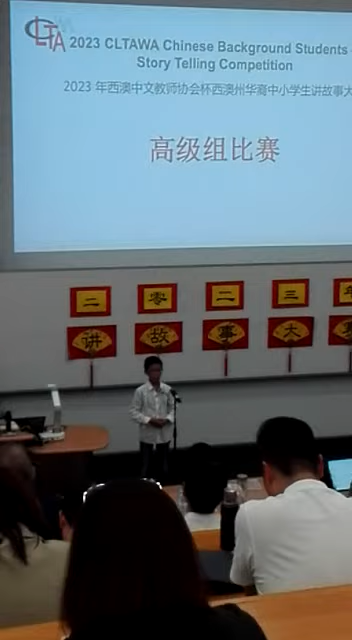 CLTA 2023 CLTAWA Chinese Background Students
Story Telling Competition
2023 年西澳中文教师协会杯西澳州华裔中小学生讲故事大
高级组比赛
二 零 二 三 年
讲 故 事 大